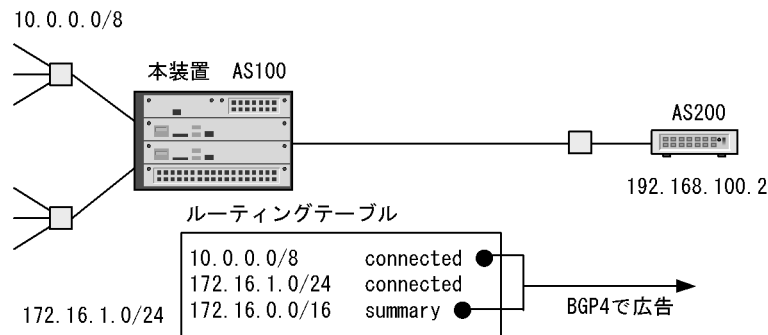 10.0.0.0/8
本装置 AS100
AS200
192.168.100.2
ルーティングテーブル
10.0.0.0/8 connected
172.16.1.0/24 connected
172.16.0.0/16 summary
BGP4で広告
172.16.1.0/24